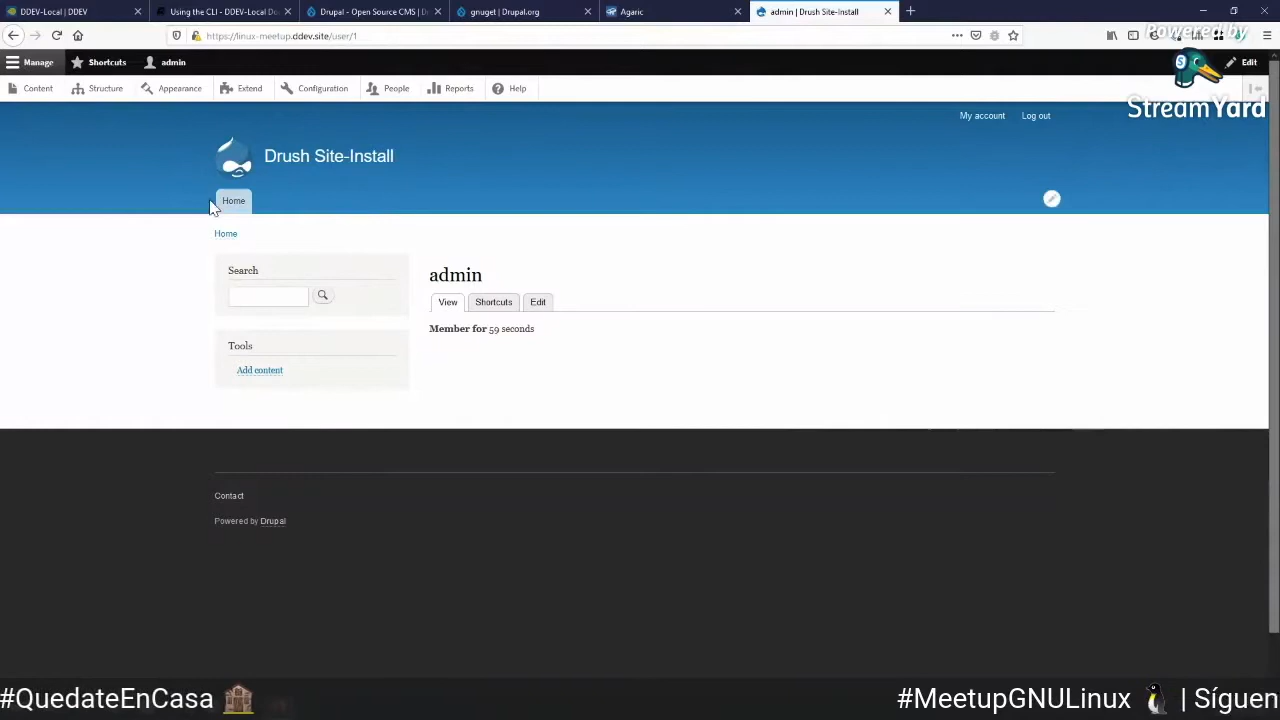 DDEV-Local | DDEV
Using the CLI - DDEV-Local Do
Drupal - Open Source CMS | D
gnuget | Drupal.org
Agaric
admin | Drush Site-Install
https://linux-meetup.ddev.site/user/1
Powered by
StreamYard
Manage
Shortcuts
admin
Edit
Content
Structure
Appearance
Extend
Configuration
People
Reports
Help
My account
Log out
Drush Site-Install
Home
Home
Search
admin
View
Shortcuts
Edit
Member for 59 seconds
Tools
Add content
Contact
Powered by Drupal
#QuedateEnCasa
#MeetupGNULinux | Síguen